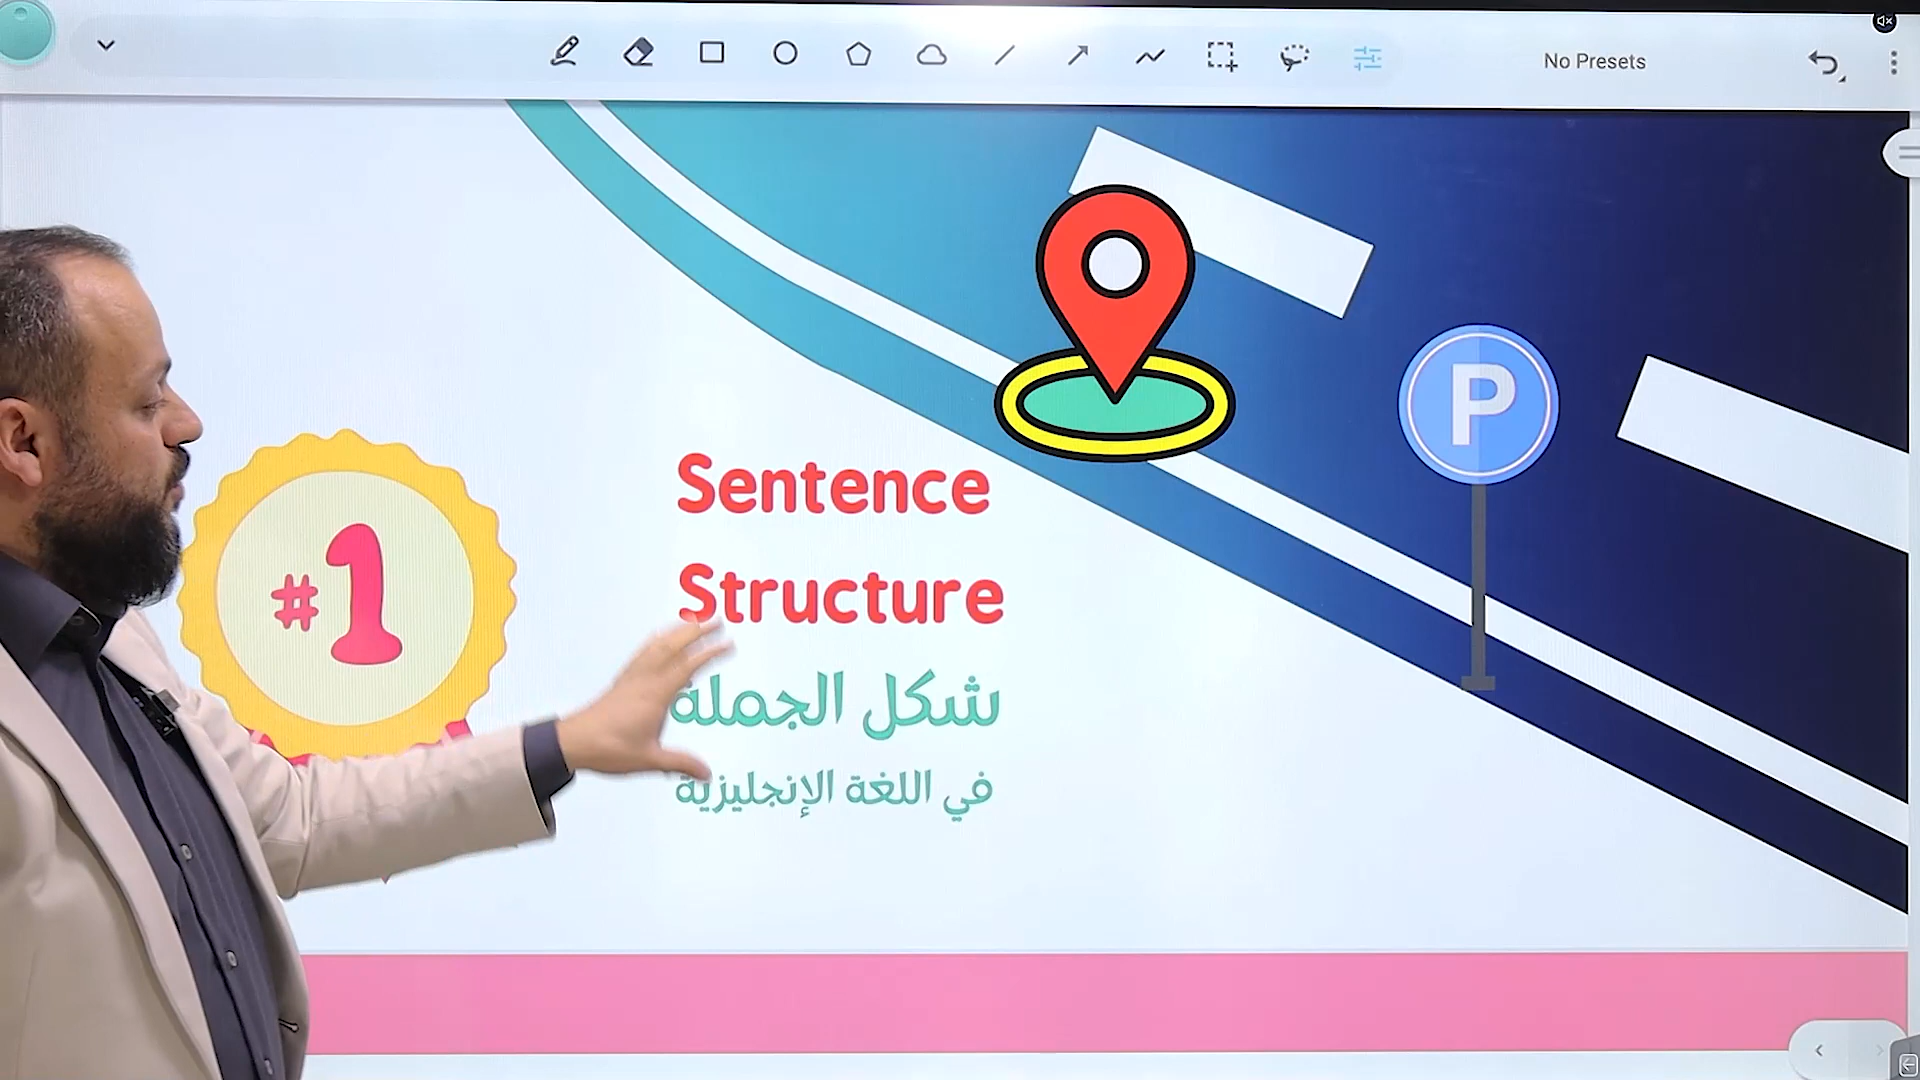 No Presets
P
#1
Sentence
Structure
شكل الجملة
في اللغة الإنجليزية